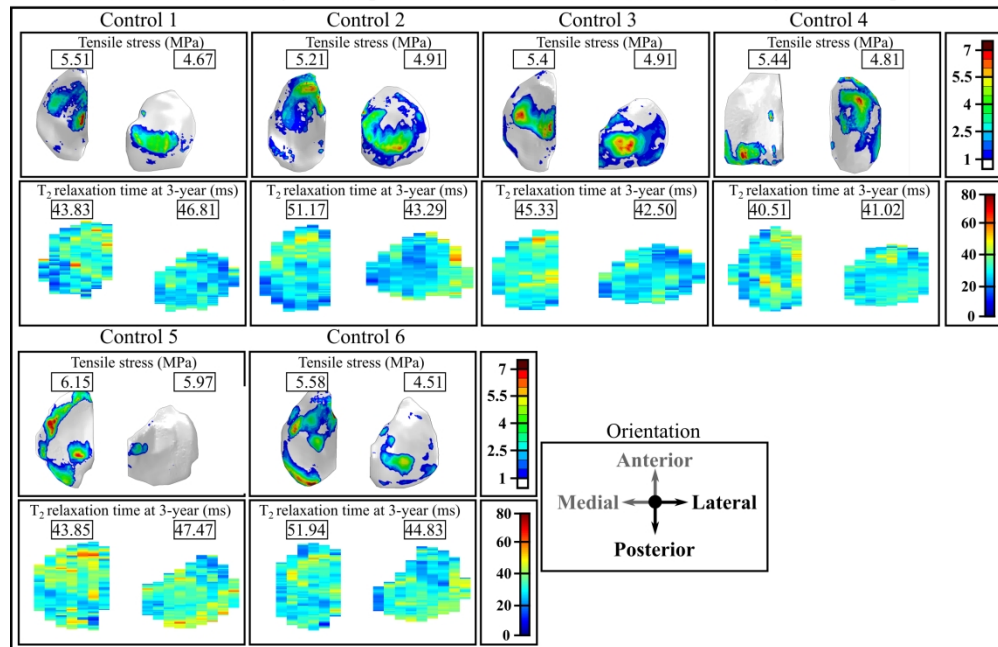 Control 1 Control 2 Control 3 Control 4
Tensile stress (MPa) Tensile stress (MPa) Tensile stress (MPa) Tensile stress (MPa)
5.51 4.67 5.21 4.91 5.4 4.91 5.44 4.81
7
5.5
4
2.5
1
T₂ relaxation time at 3-year (ms) T₂ relaxation time at 3-year (ms) T₂ relaxation time at 3-year (ms) T₂ relaxation time at 3-year (ms)
43.83 46.81 51.17 43.29 45.33 42.50 40.51 41.02
80
60
40
20
0
Control 5 Control 6
Tensile stress (MPa) Tensile stress (MPa)
6.15 5.97 5.58 4.51
7
5.5
4
2.5
1
Orientation
Anterior
Medial Lateral
Posterior
T₂ relaxation time at 3-year (ms) T₂ relaxation time at 3-year (ms)
43.85 47.47 51.94 44.83
80
60
40
20
0